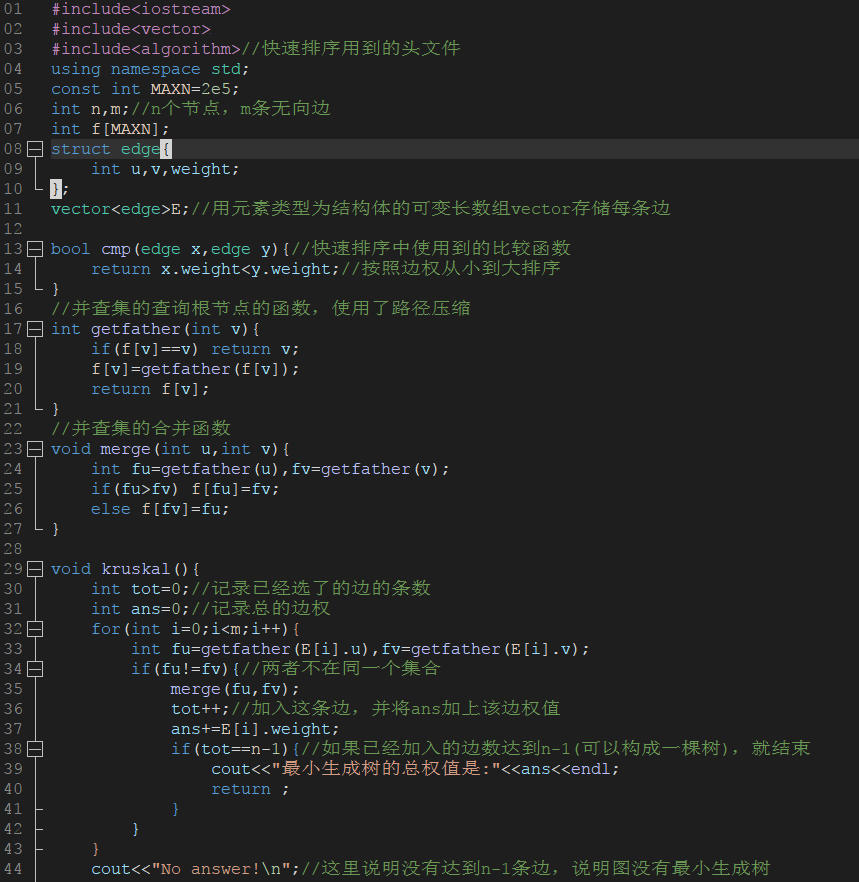 01 #include<iostream>
02 #include<vector>
03 #include<algorithm>//快速排序用到的头文件
04 using namespace std;
05 const int MAXN=2e5;
06 int n,m;//n个节点，m条无向边
07 int f[MAXN];
08 struct edge{
09     int u,v,weight;
10 };
11 vector<edge>E;//用元素类型为结构体的可变长数组vector存储每条边
12
13 bool cmp(edge x,edge y){//快速排序中使用到的比较函数
14     return x.weight<y.weight;//按照边权从小到大排序
15 }
16 //并查集的查询根节点的函数，使用了路径压缩
17 int getfather(int v){
18     if(f[v]==v) return v;
19     f[v]=getfather(f[v]);
20     return f[v];
21 }
22 //并查集的合并函数
23 void merge(int u,int v){
24     int fu=getfather(u),fv=getfather(v);
25     if(fu>fv) f[fu]=fv;
26     else f[fv]=fu;
27 }
28
29 void kruskal(){
30     int tot=0;//记录已经选了的边的条数
31     int ans=0;//记录总的边权
32     for(int i=0;i<m;i++){
33         int fu=getfather(E[i].u),fv=getfather(E[i].v);
34         if(fu!=fv){//两者不在同一个集合
35             merge(fu,fv);
36             tot++;//加入这条边，并将ans加上该边权值
37             ans+=E[i].weight;
38             if(tot==n-1){//如果已经加入的边数达到n-1(可以构成一棵树)，就结束
39                 cout<<"最小生成树的总权值是:"<<ans<<endl;
40                 return ;
41             }
42         }
43     }
44     cout<<"No answer!\n";//这里说明没有达到n-1条边，说明图没有最小生成树